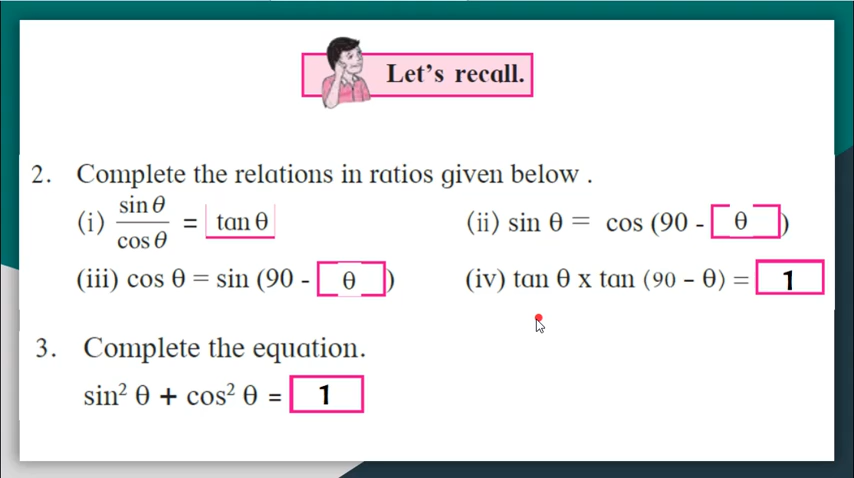 Let's recall.
2. Complete the relations in ratios given below .
(i) sin θ / cos θ = tan θ (ii) sin θ = cos (90 - θ )
(iii) cos θ = sin (90 - θ ) (iv) tan θ x tan (90 - θ) = 1
3. Complete the equation.
sin² θ + cos² θ = 1